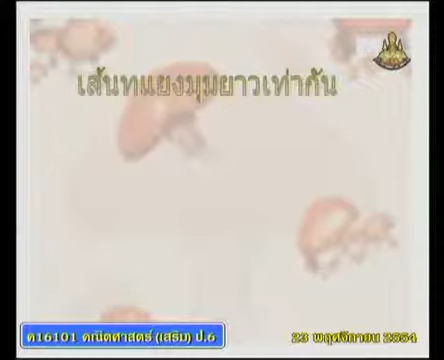 เส้นทแยงมุมยาวเท่ากัน
ค16101 คณิตศาสตร์ (เสริม) ป.6
23 พฤศจิกายน 2554